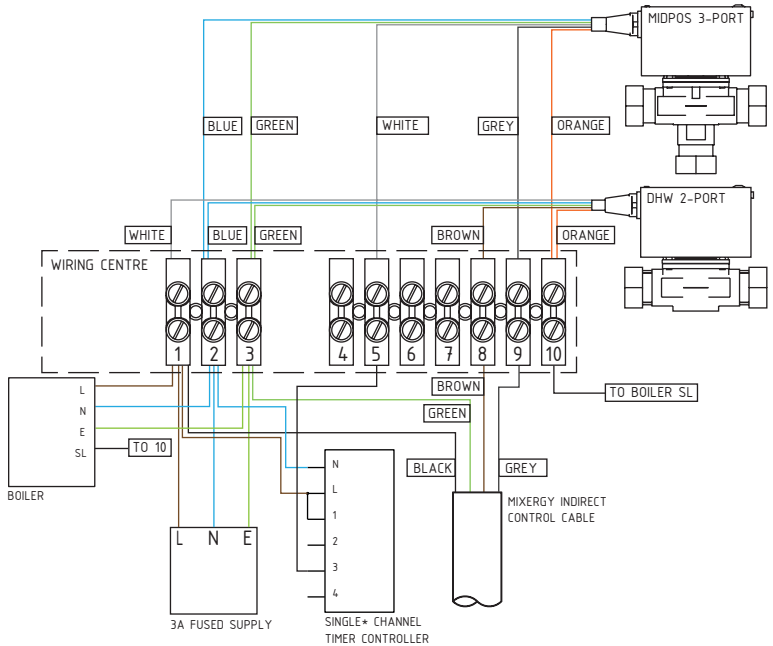 MIDPOS 3-PORT
BLUE
GREEN
WHITE
GREY
ORANGE
DHW 2-PORT
WHITE
BLUE
GREEN
BROWN
ORANGE
WIRING CENTRE
1
2
3
4
5
6
7
8
9
10
BROWN
TO BOILER SL
GREEN
L
N
E
SL
TO 10
BOILER
BLACK
GREY
N
L
1
2
3
4
MIXERGY INDIRECT
CONTROL CABLE
L N E
3A FUSED SUPPLY
SINGLE* CHANNEL
TIMER CONTROLLER